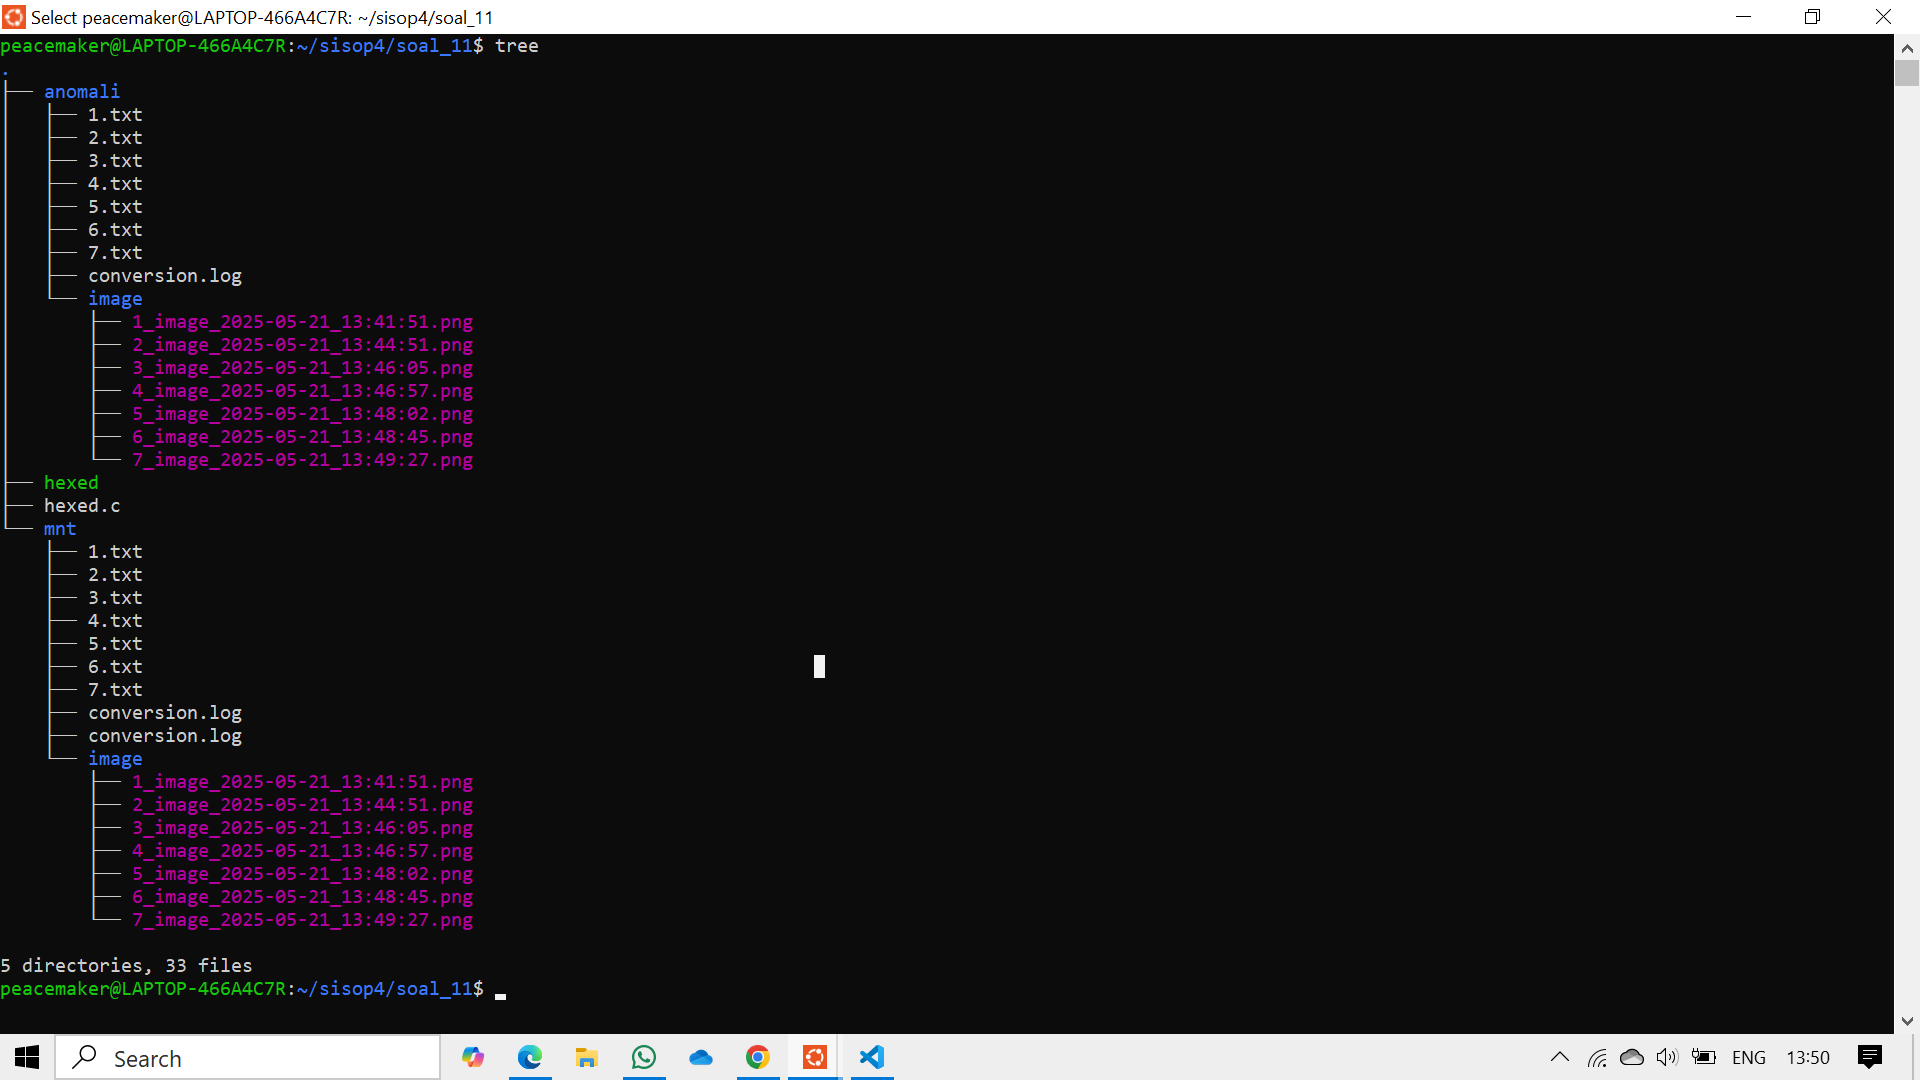 Select peacemaker@LAPTOP-466A4C7R: ~/sisop4/soal_11
peacemaker@LAPTOP-466A4C7R:~/sisop4/soal_11$ tree
.
├── anomali
│   ├── 1.txt
│   ├── 2.txt
│   ├── 3.txt
│   ├── 4.txt
│   ├── 5.txt
│   ├── 6.txt
│   ├── 7.txt
│   ├── conversion.log
│   └── image
│       ├── 1_image_2025-05-21_13:41:51.png
│       ├── 2_image_2025-05-21_13:44:51.png
│       ├── 3_image_2025-05-21_13:46:05.png
│       ├── 4_image_2025-05-21_13:46:57.png
│       ├── 5_image_2025-05-21_13:48:02.png
│       ├── 6_image_2025-05-21_13:48:45.png
│       └── 7_image_2025-05-21_13:49:27.png
├── hexed
├── hexed.c
└── mnt
    ├── 1.txt
    ├── 2.txt
    ├── 3.txt
    ├── 4.txt
    ├── 5.txt
    ├── 6.txt
    ├── 7.txt
    ├── conversion.log
    ├── conversion.log
    └── image
        ├── 1_image_2025-05-21_13:41:51.png
        ├── 2_image_2025-05-21_13:44:51.png
        ├── 3_image_2025-05-21_13:46:05.png
        ├── 4_image_2025-05-21_13:46:57.png
        ├── 5_image_2025-05-21_13:48:02.png
        ├── 6_image_2025-05-21_13:48:45.png
        └── 7_image_2025-05-21_13:49:27.png
5 directories, 33 files
peacemaker@LAPTOP-466A4C7R:~/sisop4/soal_11$
Search
ENG
13:50